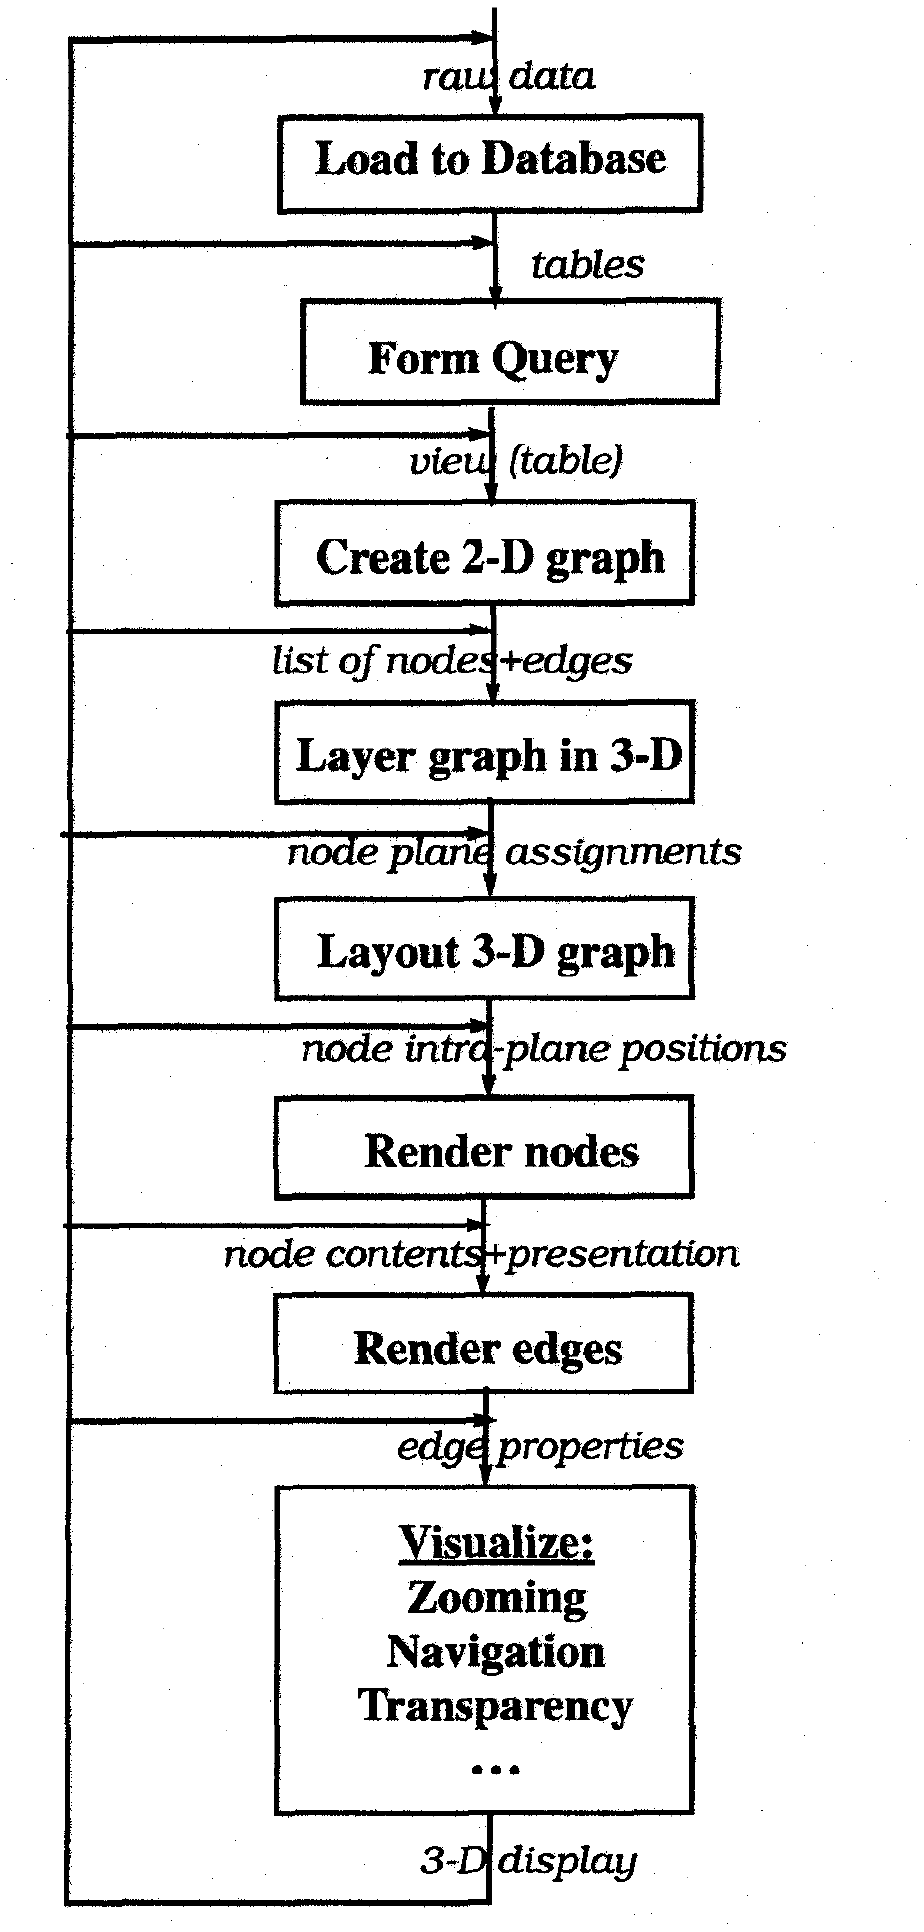 raw data
Load to Database
tables
Form Query
view (table)
Create 2-D graph
list of nodes+edges
Layer graph in 3-D
node plane assignments
Layout 3-D graph
node intra-plane positions
Render nodes
node contents+presentation
Render edges
edge properties
Visualize:
Zooming
Navigation
Transparency
...
3-D display